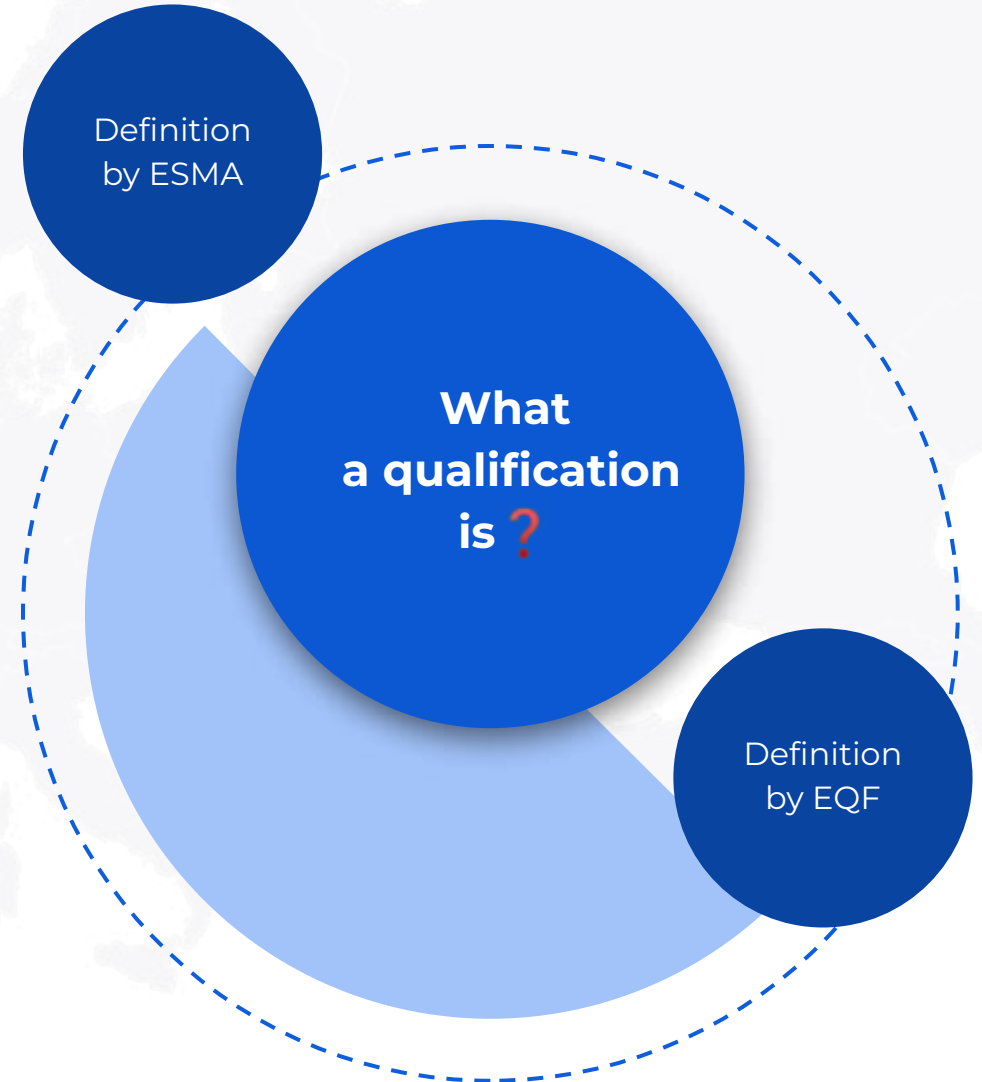 Definition
by ESMA
What
a qualification
is ❓
Definition
by EQF